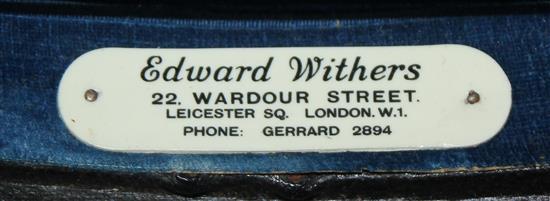 Edward Withers
22. WARDOUR STREET.
LEICESTER SQ. LONDON. W.1.
PHONE: GERRARD 2894